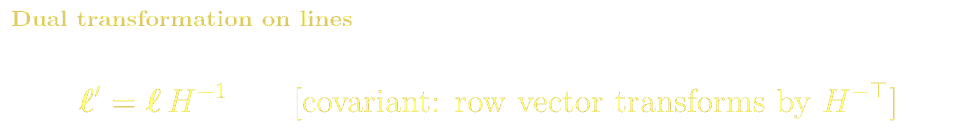 Dual transformation on lines
ℓ′ = ℓ H⁻¹ [covariant: row vector transforms by H⁻ᵀ]